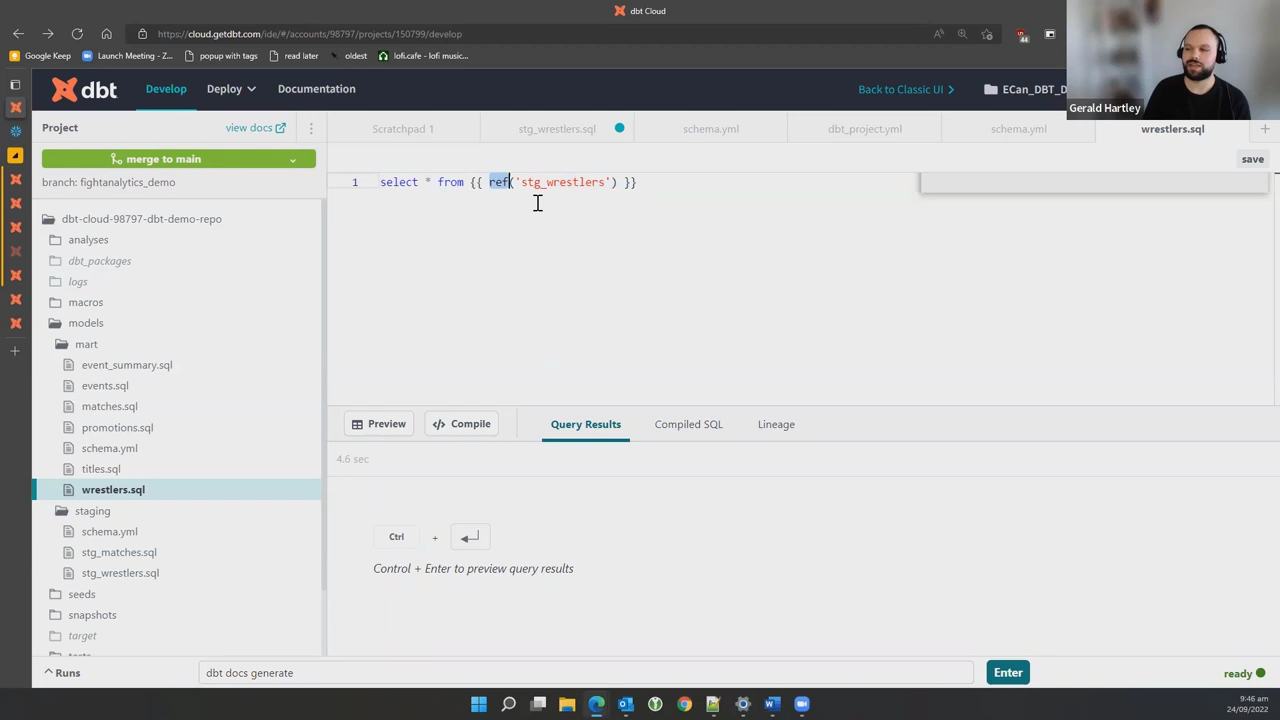 dbt Cloud
https://cloud.getdbt.com/ide/#/accounts/98797/projects/150799/develop
44
Google Keep
Launch Meeting - Z...
popup with tags
read later
oldest
lofi.cafe - lofi music...
Gerald Hartley
dbt
Develop
Deploy
Documentation
Back to Classic UI
ECan_DBT_D
Project
view docs
Scratchpad 1
stg_wrestlers.sql
schema.yml
dbt_project.yml
schema.yml
wrestlers.sql
merge to main
save
branch: fightanalytics_demo
1 select * from {{ ref('stg_wrestlers') }}
dbt-cloud-98797-dbt-demo-repo
analyses
dbt_packages
logs
macros
models
mart
event_summary.sql
events.sql
matches.sql
promotions.sql
schema.yml
titles.sql
wrestlers.sql
staging
schema.yml
stg_matches.sql
stg_wrestlers.sql
seeds
snapshots
target
Preview
</> Compile
Query Results
Compiled SQL
Lineage
4.6 sec
Ctrl +
Control + Enter to preview query results
Runs
dbt docs generate
Enter
ready
9:46 am
24/09/2022